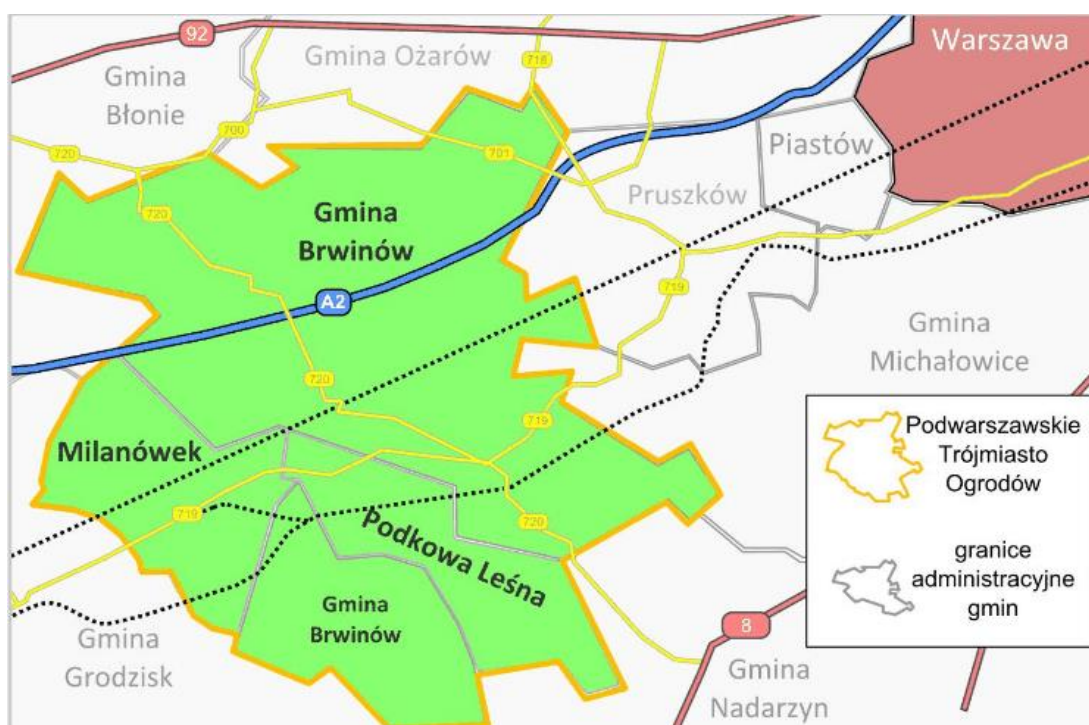 92
Gmina
Błonie
Gmina Ożarów
718
Warszawa
720
700
701
Piastów
Pruszków
720
Gmina
Brwinów
A2
719
Gmina
Michałowice
720
719
Milanówek
719
Podkowa Leśna
720
Gmina
Brwinów
Gmina
Grodzisk
8
Gmina
Nadarzyn
Podwarszawskie
Trójmiasto
Ogrodów
granice
administracyjne
gmin